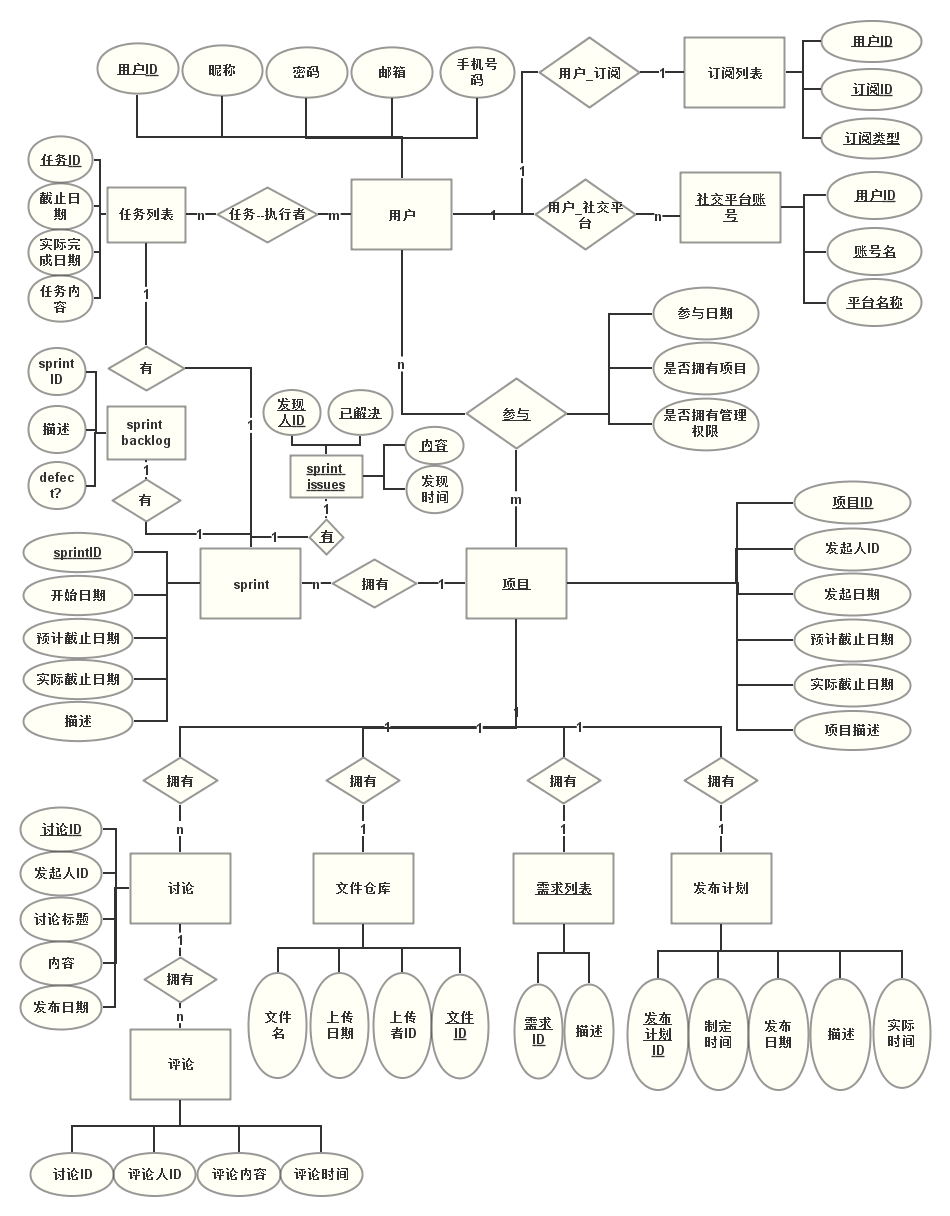 用户ID
昵称
密码
邮箱
手机号
码
用户_订阅
1
订阅列表
用户ID
订阅ID
订阅类型
1
任务ID
截止日
期
实际完
成日期
任务内
容
任务列表
n
任务--执行者
m
用户
1
用户_社交平
台
n
社交平台账
号
用户ID
账号名
平台名称
1
n
有
1
参与
参与日期
是否拥有项目
是否拥有管理
权限
m
sprint
ID
描述
defec
t?
sprint
backlog
1
有
1
发现
人ID
已解决
sprint
issues
内容
发现
时间
1
有
1
sprintID
开始日期
预计截止日期
实际截止日期
描述
sprint
n
拥有
1
项目
项目ID
发起人ID
发起日期
预计截止日期
实际截止日期
项目描述
1
1
1
1
拥有
拥有
拥有
拥有
n
1
1
1
讨论ID
发起人ID
讨论标题
内容
发布日期
讨论
文件仓库
需求列表
发布计划
1
拥有
n
评论
文件
名
上传
日期
上传
者ID
文件
ID
需求
ID
描述
发布
计划
ID
制定
时间
发布
日期
描述
实际
时间
讨论ID
评论人ID
评论内容
评论时间